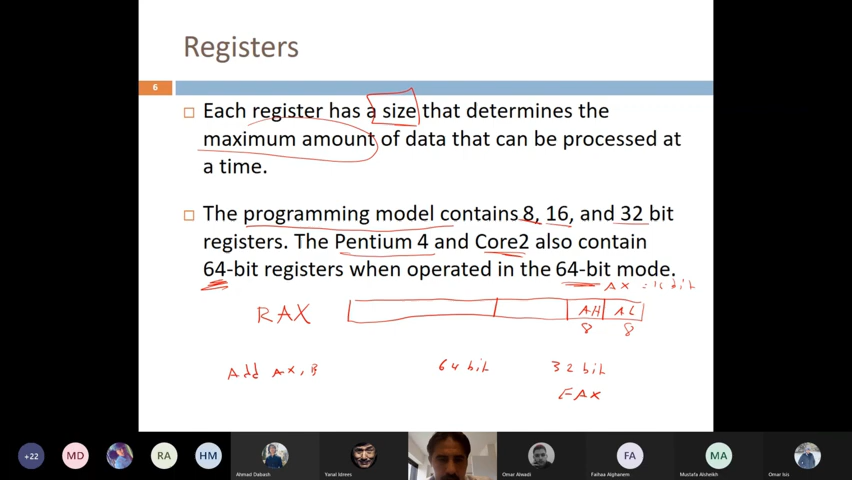 Registers
6
Each register has a size that determines the
maximum amount of data that can be processed at
a time.
The programming model contains 8, 16, and 32 bit
registers. The Pentium 4 and Core2 also contain
64-bit registers when operated in the 64-bit mode.
AX = 16 bit
RAX AH AL
8 8
Add AX, B 64 bit 32 bit
EAX
+22 MD RA HM FA MA
Ahmad Dabash Yanal Idrees Omar Alwadi Faihaa Alghanem Mustafa Alsheikh Omar Isis